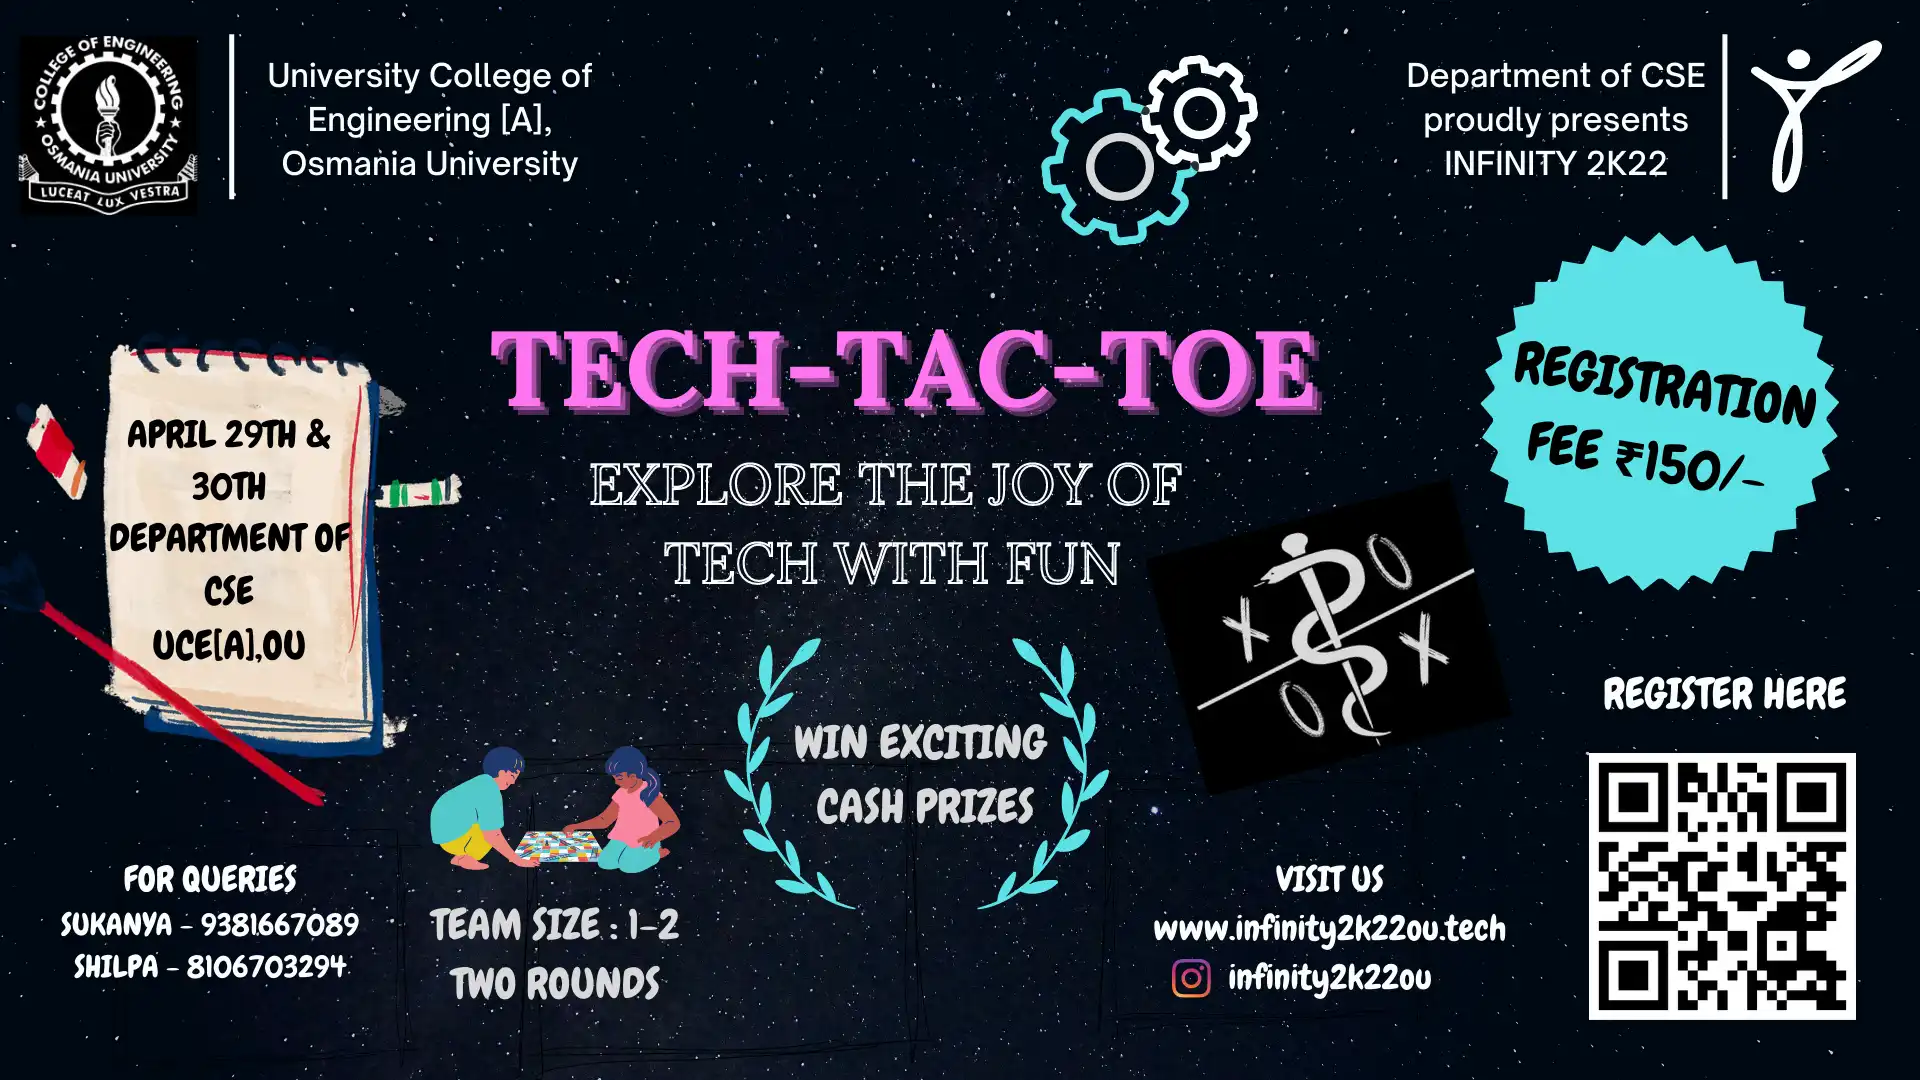 COLLEGE OF ENGINEERING
OSMANIA UNIVERSITY
LUCEAT LUX VESTRA
University College of
Engineering [A],
Osmania University
Department of CSE
proudly presents
INFINITY 2K22
TECH-TAC-TOE
EXPLORE THE JOY OF
TECH WITH FUN
REGISTRATION
FEE ₹150/-
APRIL 29TH &
30TH
DEPARTMENT OF
CSE
UCE[A],OU
X O
O X
WIN EXCITING
CASH PRIZES
REGISTER HERE
FOR QUERIES
SUKANYA - 9381667089
SHILPA - 8106703294
TEAM SIZE : 1-2
TWO ROUNDS
VISIT US
www.infinity2k22ou.tech
infinity2k22ou